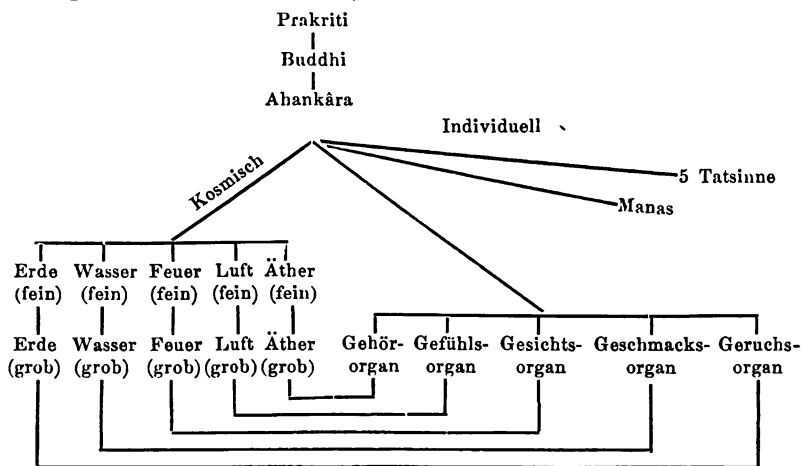 Prakriti
Buddhi
Ahankâra
Individuell
Kosmisch
5 Tatsinne
Manas
Erde Wasser Feuer Luft Äther
(fein) (fein) (fein) (fein) (fein)
Erde Wasser Feuer Luft Äther Gehör- Gefühls- Gesichts- Geschmacks- Geruchs-
(grob) (grob) (grob) (grob) (grob) organ organ organ organ organ